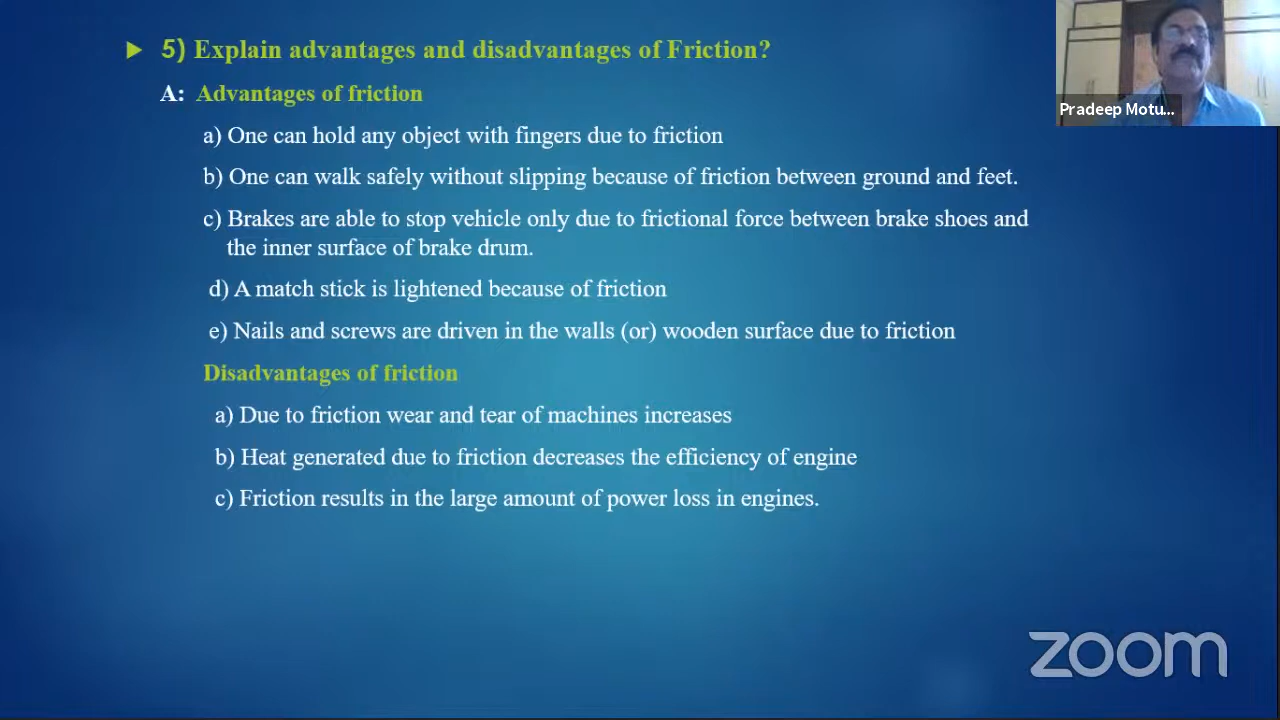 5) Explain advantages and disadvantages of Friction?
A: Advantages of friction
a) One can hold any object with fingers due to friction
b) One can walk safely without slipping because of friction between ground and feet.
c) Brakes are able to stop vehicle only due to frictional force between brake shoes and
the inner surface of brake drum.
d) A match stick is lightened because of friction
e) Nails and screws are driven in the walls (or) wooden surface due to friction
Disadvantages of friction
a) Due to friction wear and tear of machines increases
b) Heat generated due to friction decreases the efficiency of engine
c) Friction results in the large amount of power loss in engines.
Pradeep Motu...
zoom